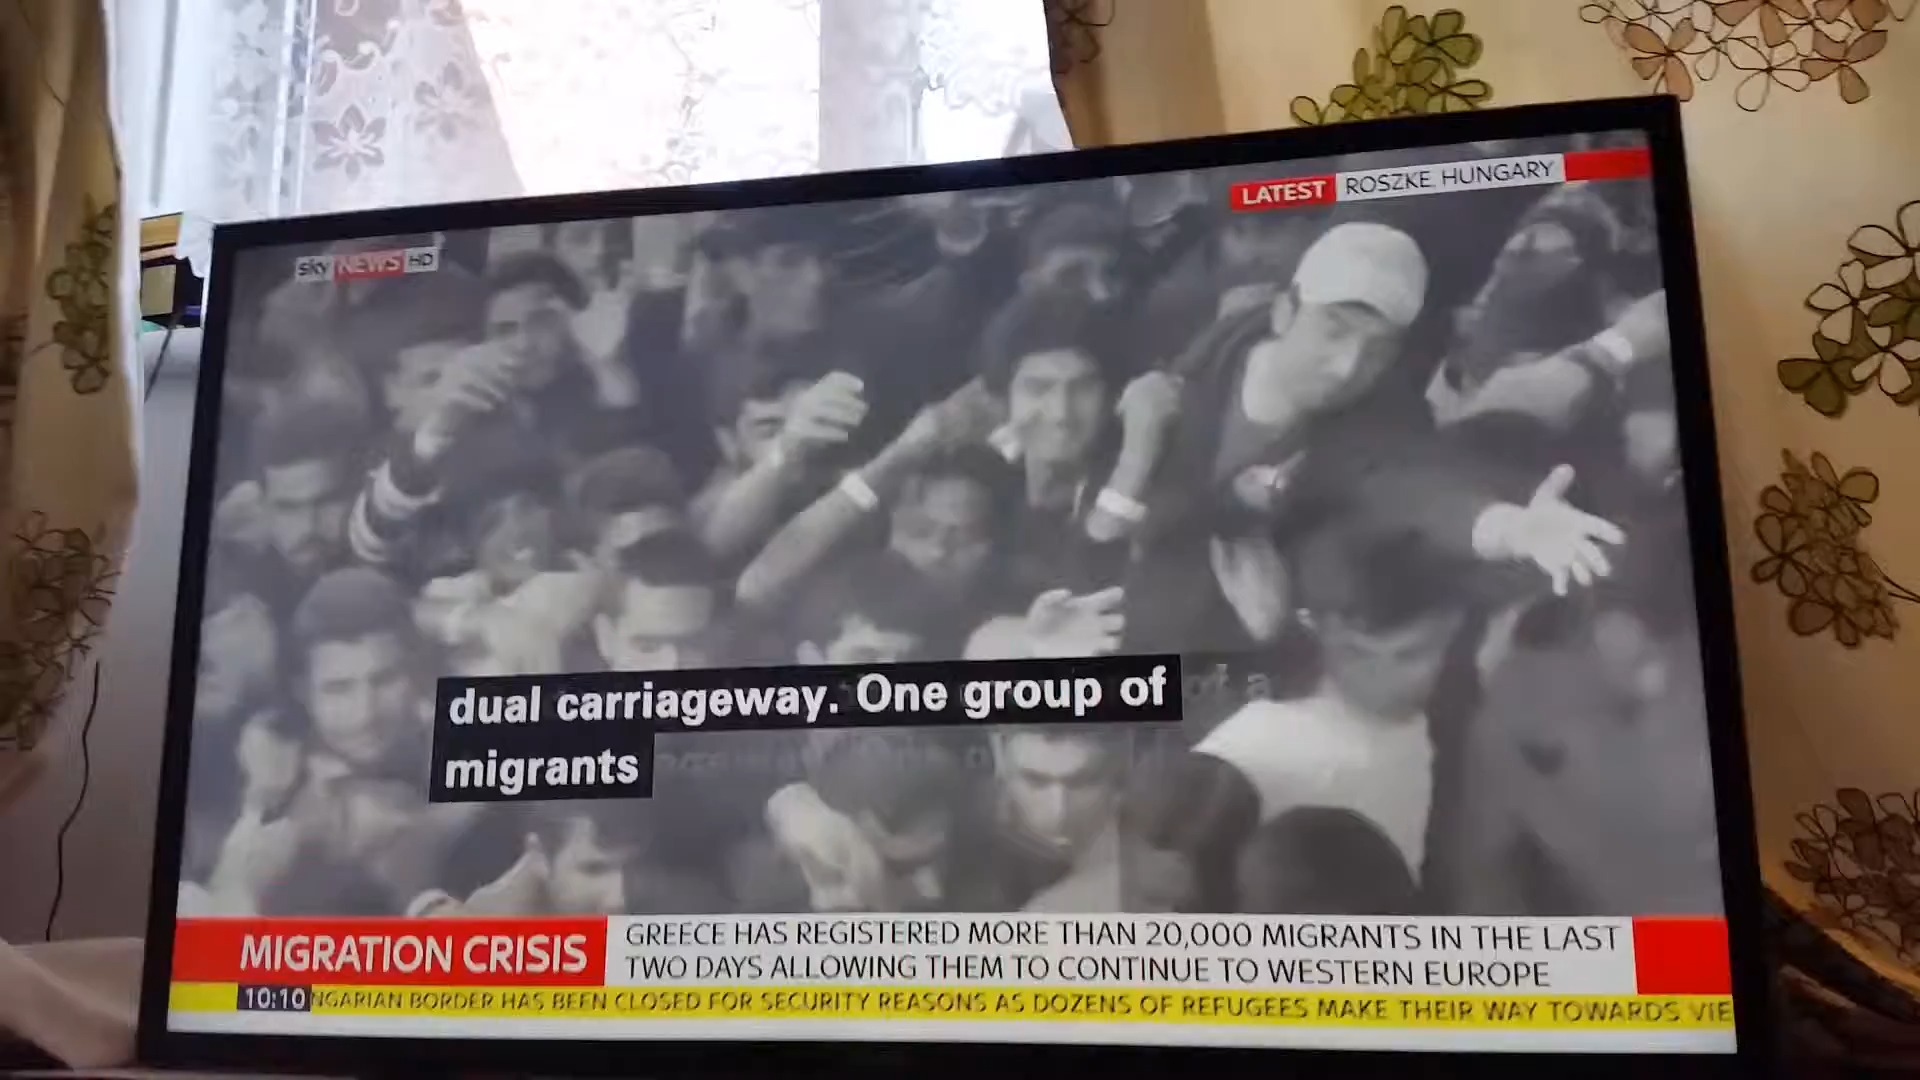 LATEST ROSZKE, HUNGARY
sky NEWS HD
dual carriageway. One group of
migrants
MIGRATION CRISIS
GREECE HAS REGISTERED MORE THAN 20,000 MIGRANTS IN THE LAST
TWO DAYS ALLOWING THEM TO CONTINUE TO WESTERN EUROPE
10:10 NGARIAN BORDER HAS BEEN CLOSED FOR SECURITY REASONS AS DOZENS OF REFUGEES MAKE THEIR WAY TOWARDS VIE